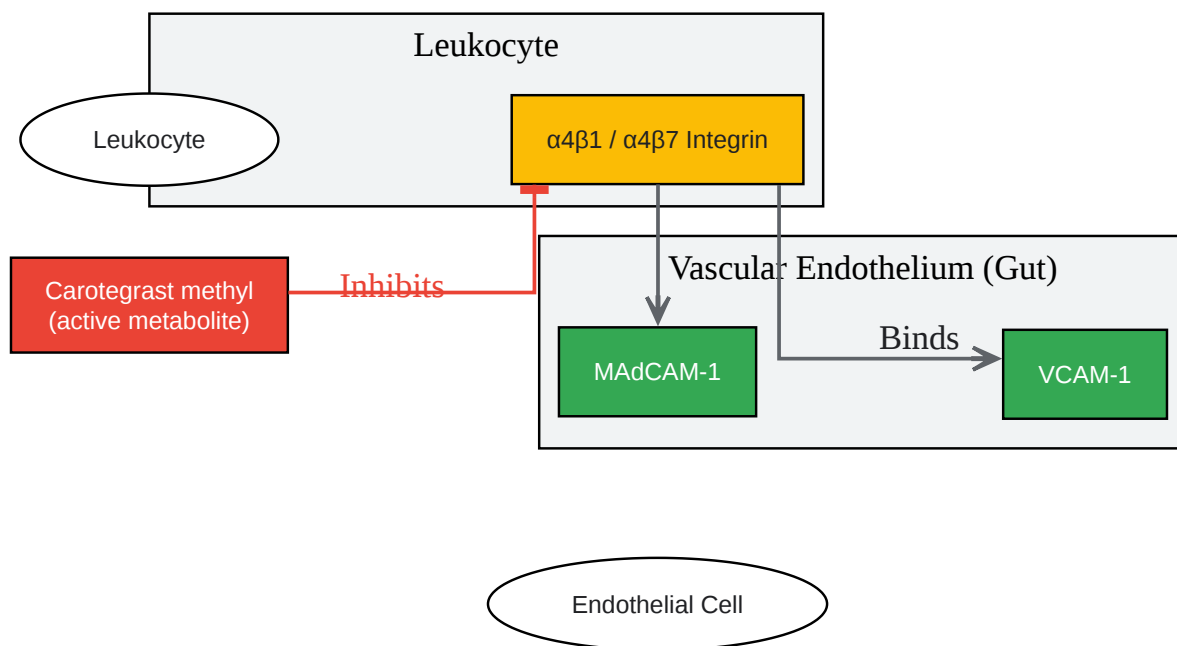 Leukocyte
Leukocyte
α4β1 / α4β7 Integrin
Carotegrast methyl
(active metabolite)
Inhibits
Vascular Endothelium (Gut)
Binds
MAdCAM-1
VCAM-1
Endothelial Cell